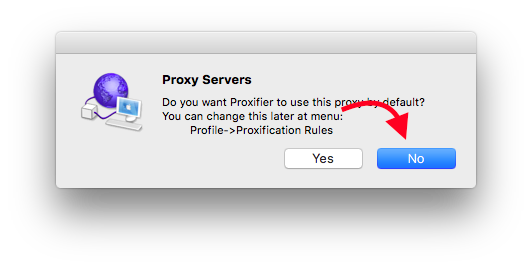 Proxy Servers
Do you want Proxifier to use this proxy by default?
You can change this later at menu:
Profile->Proxification Rules
Yes
No